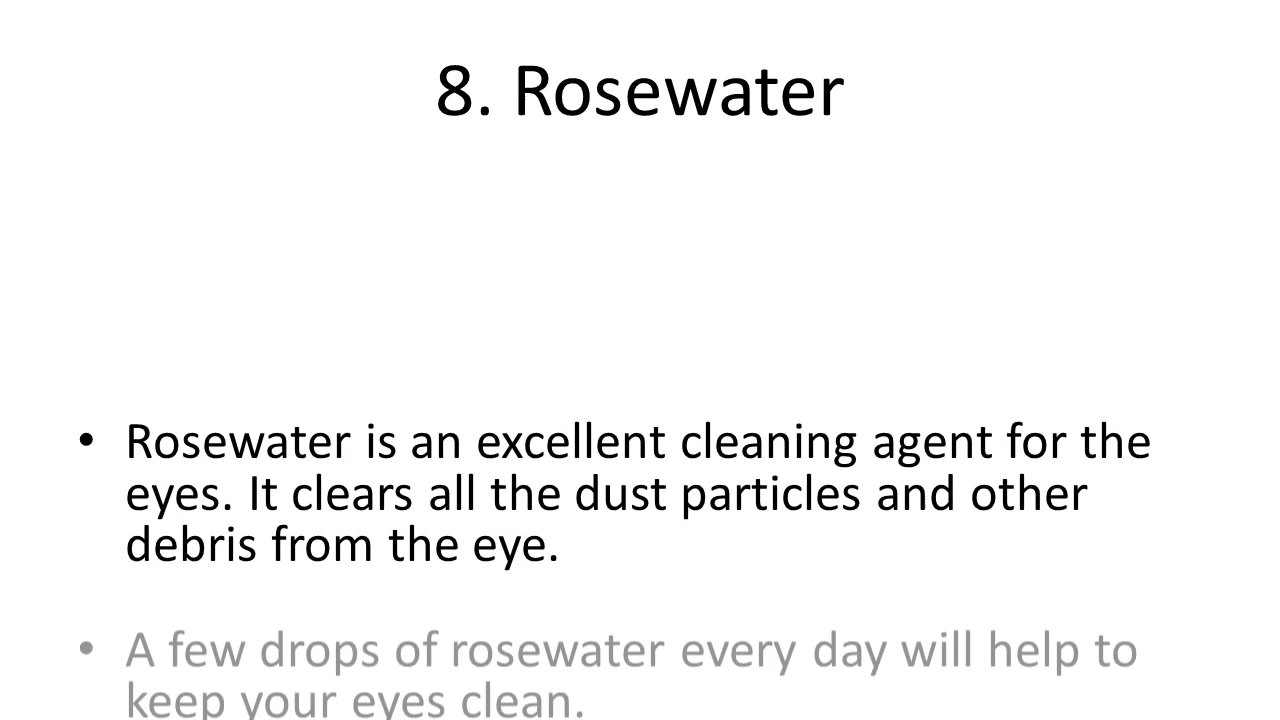 8. Rosewater
• Rosewater is an excellent cleaning agent for the
eyes. It clears all the dust particles and other
debris from the eye.
• A few drops of rosewater every day will help to
keep your eyes clean.